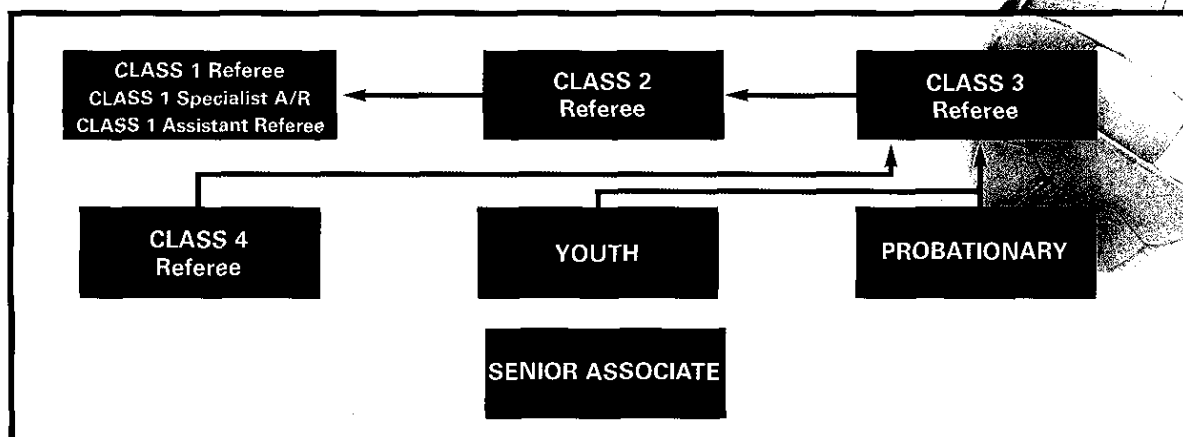 CLASS 1 Referee
CLASS 1 Specialist A/R
CLASS 1 Assistant Referee
CLASS 2
Referee
CLASS 3
Referee
CLASS 4
Referee
YOUTH
PROBATIONARY
SENIOR ASSOCIATE